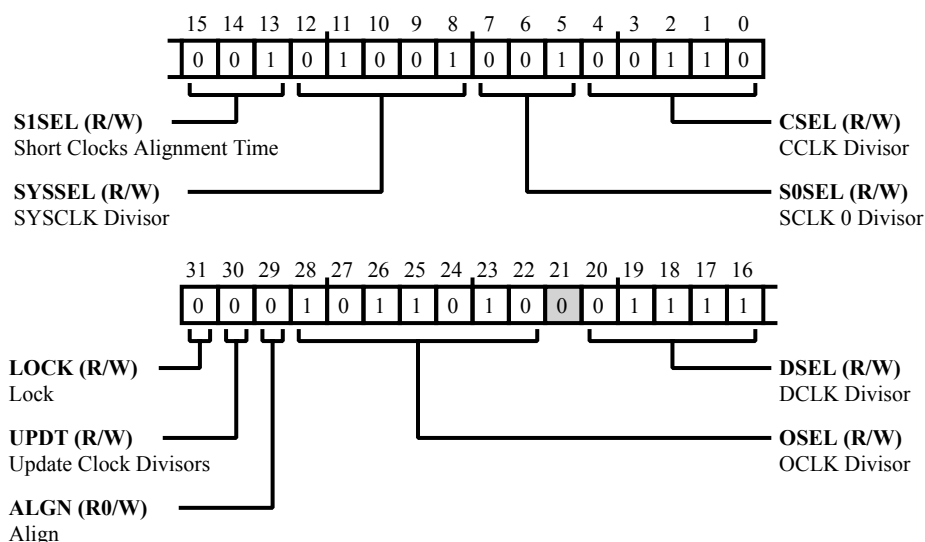 15 14 13 12 11 10 9 8 7 6 5 4 3 2 1 0
0 0 1 0 1 0 0 1 0 0 1 0 0 1 1 0
S1SEL (R/W)
Short Clocks Alignment Time
CSEL (R/W)
CCLK Divisor
SYSSEL (R/W)
SYSCLK Divisor
S0SEL (R/W)
SCLK 0 Divisor
31 30 29 28 27 26 25 24 23 22 21 20 19 18 17 16
0 0 0 1 0 1 1 0 1 0 0 0 1 1 1 1
LOCK (R/W)
Lock
DSEL (R/W)
DCLK Divisor
UPDT (R/W)
Update Clock Divisors
OSEL (R/W)
OCLK Divisor
ALGN (R0/W)
Align